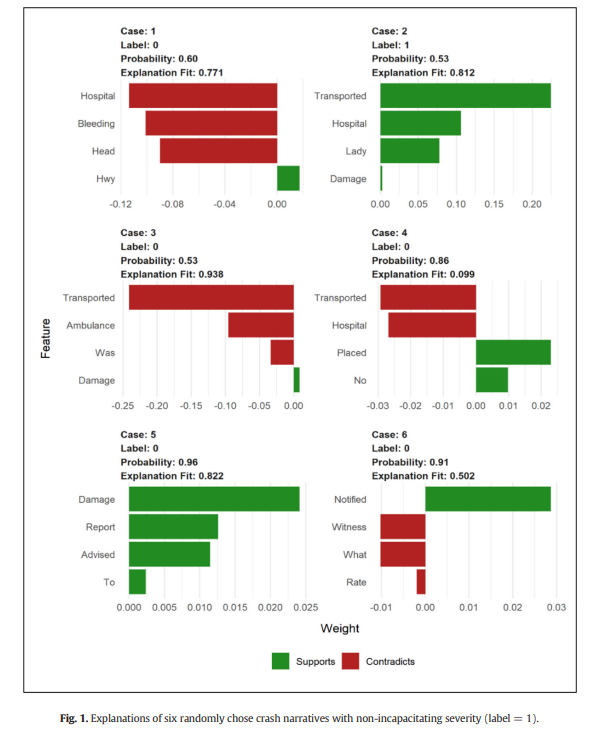 Case: 1
Label: 0
Probability: 0.60
Explanation Fit: 0.771
Hospital
Bleeding
Head
Hwy
-0.12 -0.08 -0.04 0.00
Case: 2
Label: 1
Probability: 0.53
Explanation Fit: 0.812
Transported
Hospital
Lady
Damage
0.00 0.05 0.10 0.15 0.20
Case: 3
Label: 0
Probability: 0.53
Explanation Fit: 0.938
Transported
Ambulance
Was
Damage
-0.25 -0.20 -0.15 -0.10 -0.05 0.00
Case: 4
Label: 0
Probability: 0.86
Explanation Fit: 0.099
Transported
Hospital
Placed
No
-0.03 -0.02 -0.01 0.00 0.01 0.02
Case: 5
Label: 0
Probability: 0.96
Explanation Fit: 0.822
Damage
Report
Advised
To
0.000 0.005 0.010 0.015 0.020 0.025
Case: 6
Label: 0
Probability: 0.91
Explanation Fit: 0.502
Notified
Witness
What
Rate
-0.01 0.00 0.01 0.02 0.03
Feature
Weight
Supports Contradicts
Fig. 1. Explanations of six randomly chose crash narratives with non-incapacitating severity (label = 1).